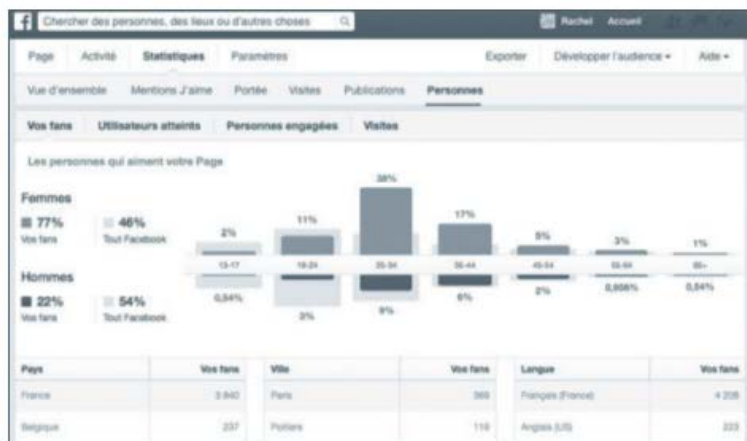 f Chercher des personnes, des lieux ou d'autres choses Rachel Accueil
Page Activité Statistiques Paramètres Exporter Développer l'audience Aide
Vue d'ensemble Mentions J'aime Portée Visites Publications Personnes
Vos fans Utilisateurs atteints Personnes engagées Visites
Les personnes qui aiment votre Page
Femmes
77% 46%
Vos fans Tout Facebook
2% 11% 38% 17% 5% 3% 1%
13-17 18-24 25-34 35-44 45-54 55-64 65+
Hommes
22% 54%
Vos fans Tout Facebook
0,54% 3% 9% 6% 2% 0,54%
Pays Vos fans Ville Vos fans Langue Vos fans
France 3 840 Paris 369 Français (France) 4 208
Belgique 237 Poitiers Anglais (US) 223